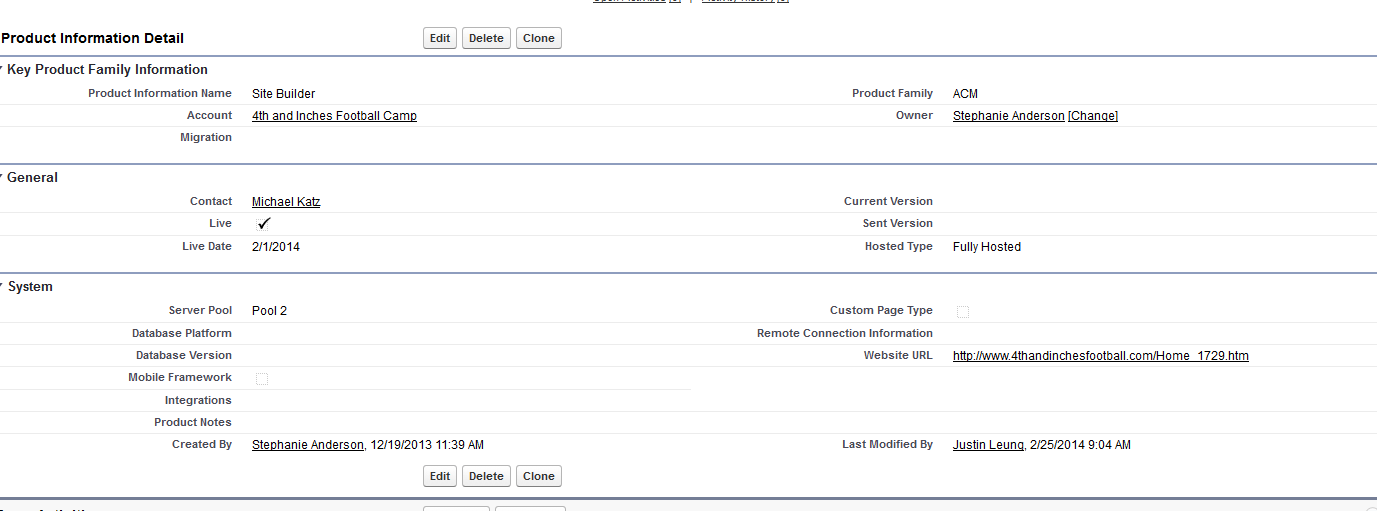 Product Information Detail Edit Delete Clone
Key Product Family Information
Product Information Name Site Builder Product Family ACM
Account 4th and Inches Football Camp Owner Stephanie Anderson [Change]
Migration
General
Contact Michael Katz Current Version
Live Sent Version
Live Date 2/1/2014 Hosted Type Fully Hosted
System
Server Pool Pool 2 Custom Page Type
Database Platform Remote Connection Information
Database Version Website URL http://www.4thandinchesfootball.com/Home_1729.htm
Mobile Framework
Integrations
Product Notes
Created By Stephanie Anderson, 12/19/2013 11:39 AM Last Modified By Justin Leung, 2/25/2014 9:04 AM
Edit Delete Clone